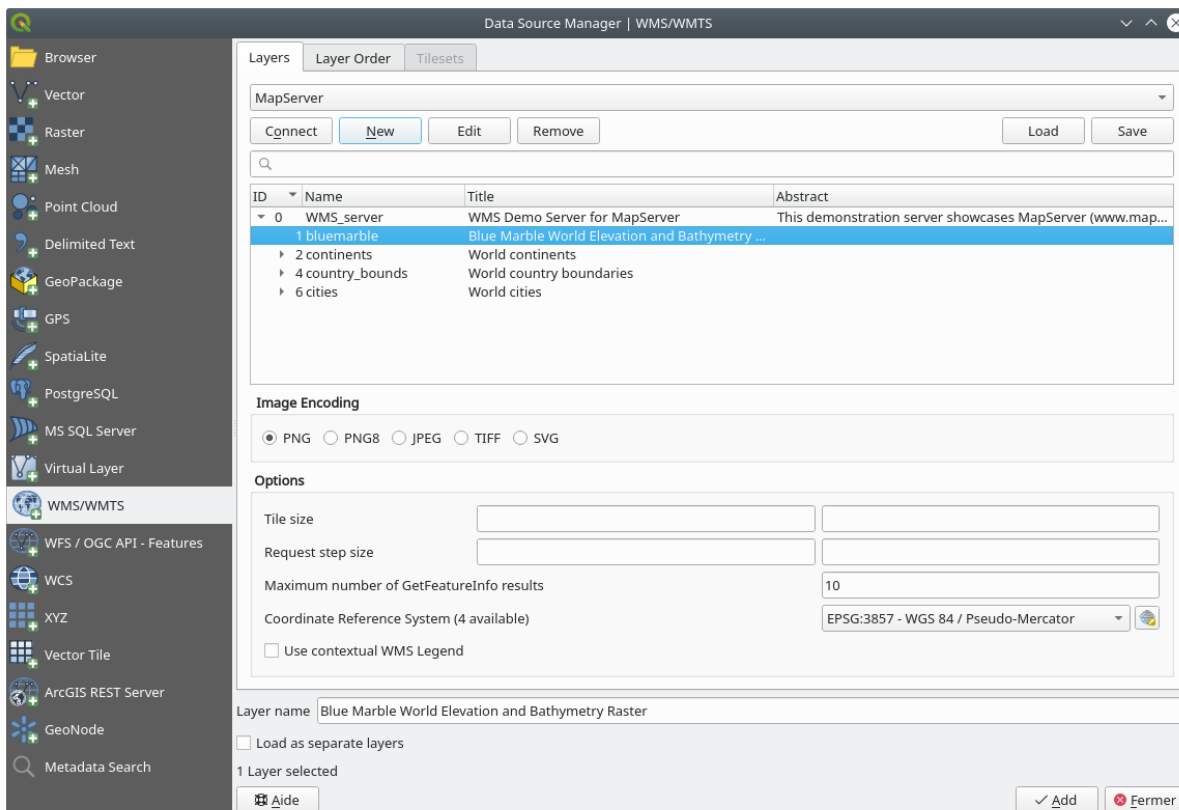 Data Source Manager | WMS/WMTS
Browser
Vector
Raster
Mesh
Point Cloud
Delimited Text
GeoPackage
GPS
SpatiaLite
PostgreSQL
MS SQL Server
Virtual Layer
WMS/WMTS
WFS / OGC API - Features
WCS
XYZ
Vector Tile
ArcGIS REST Server
GeoNode
Metadata Search
Layers Layer Order Tilesets
MapServer
Connect New Edit Remove Load Save
ID Name Title Abstract
0 WMS_server WMS Demo Server for MapServer This demonstration server showcases MapServer (www.map...
1 bluemarble Blue Marble World Elevation and Bathymetry ...
2 continents World continents
4 country_bounds World country boundaries
6 cities World cities
Image Encoding
PNG PNG8 JPEG TIFF SVG
Options
Tile size
Request step size
Maximum number of GetFeatureInfo results 10
Coordinate Reference System (4 available) EPSG:3857 - WGS 84 / Pseudo-Mercator
Use contextual WMS Legend
Layer name Blue Marble World Elevation and Bathymetry Raster
Load as separate layers
1 Layer selected
Aide Add Fermer